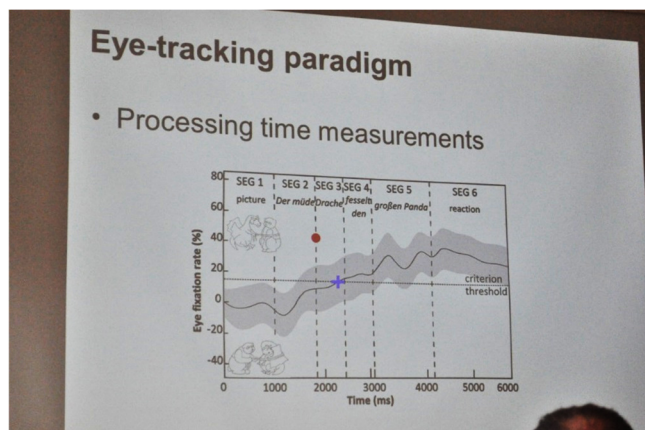 Eye-tracking paradigm
• Processing time measurements
80
60
40
20
0
-20
-40
Eye fixation rate (%)
SEG 1
picture
SEG 2
Der müde
SEG 3
Drache
SEG 4
fesseln
den
SEG 5
großen Panda
SEG 6
reaction
criterion
threshold
0
1000
2000
3000
4000
5000
6000
Time (ms)